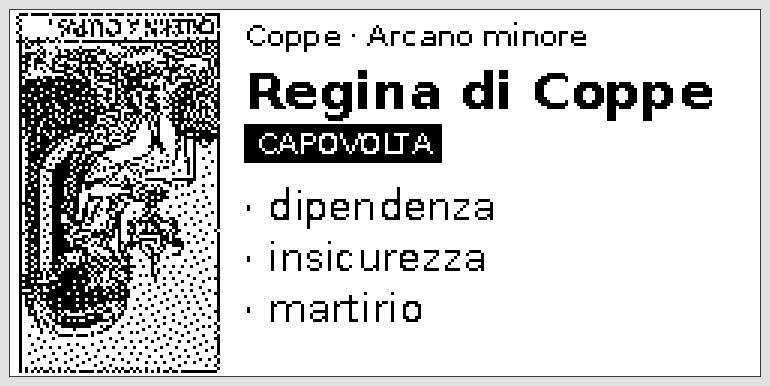 Coppe · Arcano minore
Regina di Coppe
CAPOVOLTA
· dipendenza
· insicurezza
· martirio